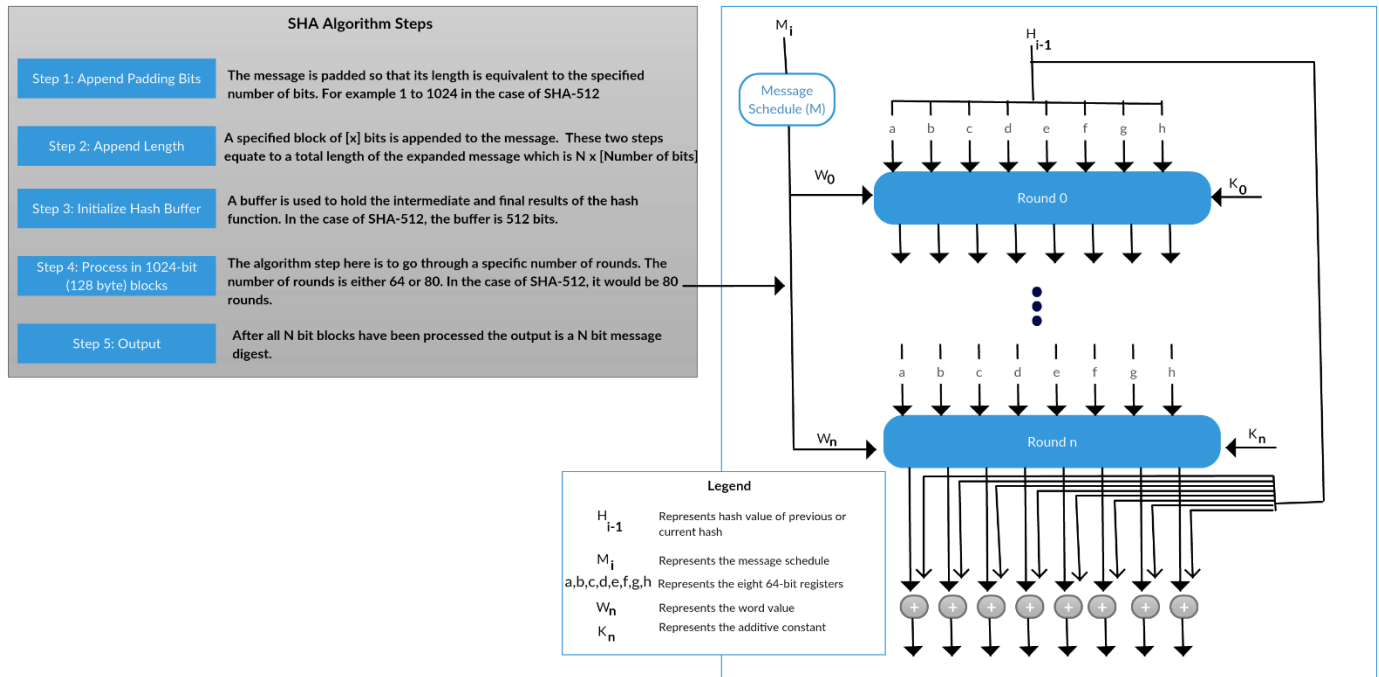 SHA Algorithm Steps
Step 1: Append Padding Bits
The message is padded so that its length is equivalent to the specified
number of bits. For example 1 to 1024 in the case of SHA-512
Step 2: Append Length
A specified block of [x] bits is appended to the message. These two steps
equate to a total length of the expanded message which is N x [Number of bits]
Step 3: Initialize Hash Buffer
A buffer is used to hold the intermediate and final results of the hash
function. In the case of SHA-512, the buffer is 512 bits.
Step 4: Process in 1024-bit
(128 byte) blocks
The algorithm step here is to go through a specific number of rounds. The
number of rounds is either 64 or 80. In the case of SHA-512, it would be 80
rounds.
Step 5: Output
After all N bit blocks have been processed the output is a N bit message
digest.
M i
H i-1
Message
Schedule (M)
a b c d e f g h
W0
K0
Round 0
a b c d e f g h
Wn
Kn
Round n
+ + + + + + + +
Legend
H i-1
Represents hash value of previous or
current hash
M i
Represents the message schedule
a,b,c,d,e,f,g,h
Represents the eight 64-bit registers
Wn
Represents the word value
Kn
Represents the additive constant